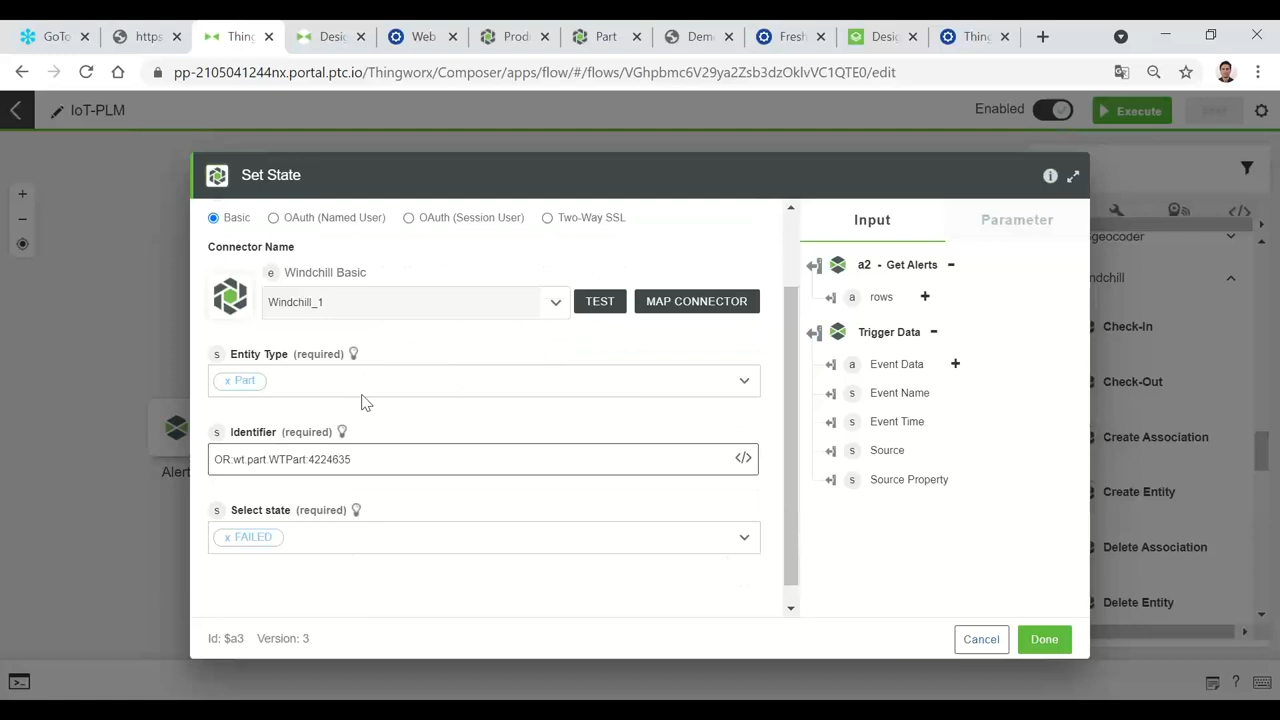 GoTo
https
Thing
Desig
Web
Produ
Part
Dem
Fresh
Desig
Thing
pp-2105041244nx.portal.ptc.io/Thingworx/Composer/apps/flow/#/flows/VGhpbmc6V29ya2Zsb3dzOklvVC1QTE0/edit
IoT-PLM
Enabled
Execute
Set State
Basic
OAuth (Named User)
OAuth (Session User)
Two-Way SSL
Connector Name
e Windchill Basic
Windchill_1
TEST
MAP CONNECTOR
s Entity Type (required)
x Part
s Identifier (required)
OR:wt.part.WTPart:4224635
</>
s Select state (required)
x FAILED
Input
Parameter
a2 - Get Alerts
a rows
Trigger Data
a Event Data
s Event Name
s Event Time
s Source
s Source Property
Id: $a3
Version: 3
Cancel
Done
Alert
</>
geocoder
ndchill
Check-In
Check-Out
Create Association
Create Entity
Delete Association
Delete Entity